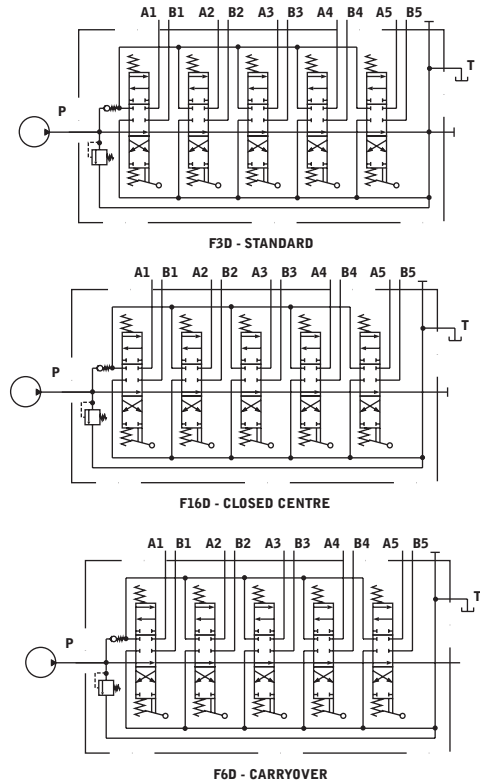 A1 B1 A2 B2 A3 B3 A4 B4 A5 B5
T
P
F3D - STANDARD
A1 B1 A2 B2 A3 B3 A4 B4 A5 B5
T
P
F16D - CLOSED CENTRE
A1 B1 A2 B2 A3 B3 A4 B4 A5 B5
T
P
F6D - CARRYOVER